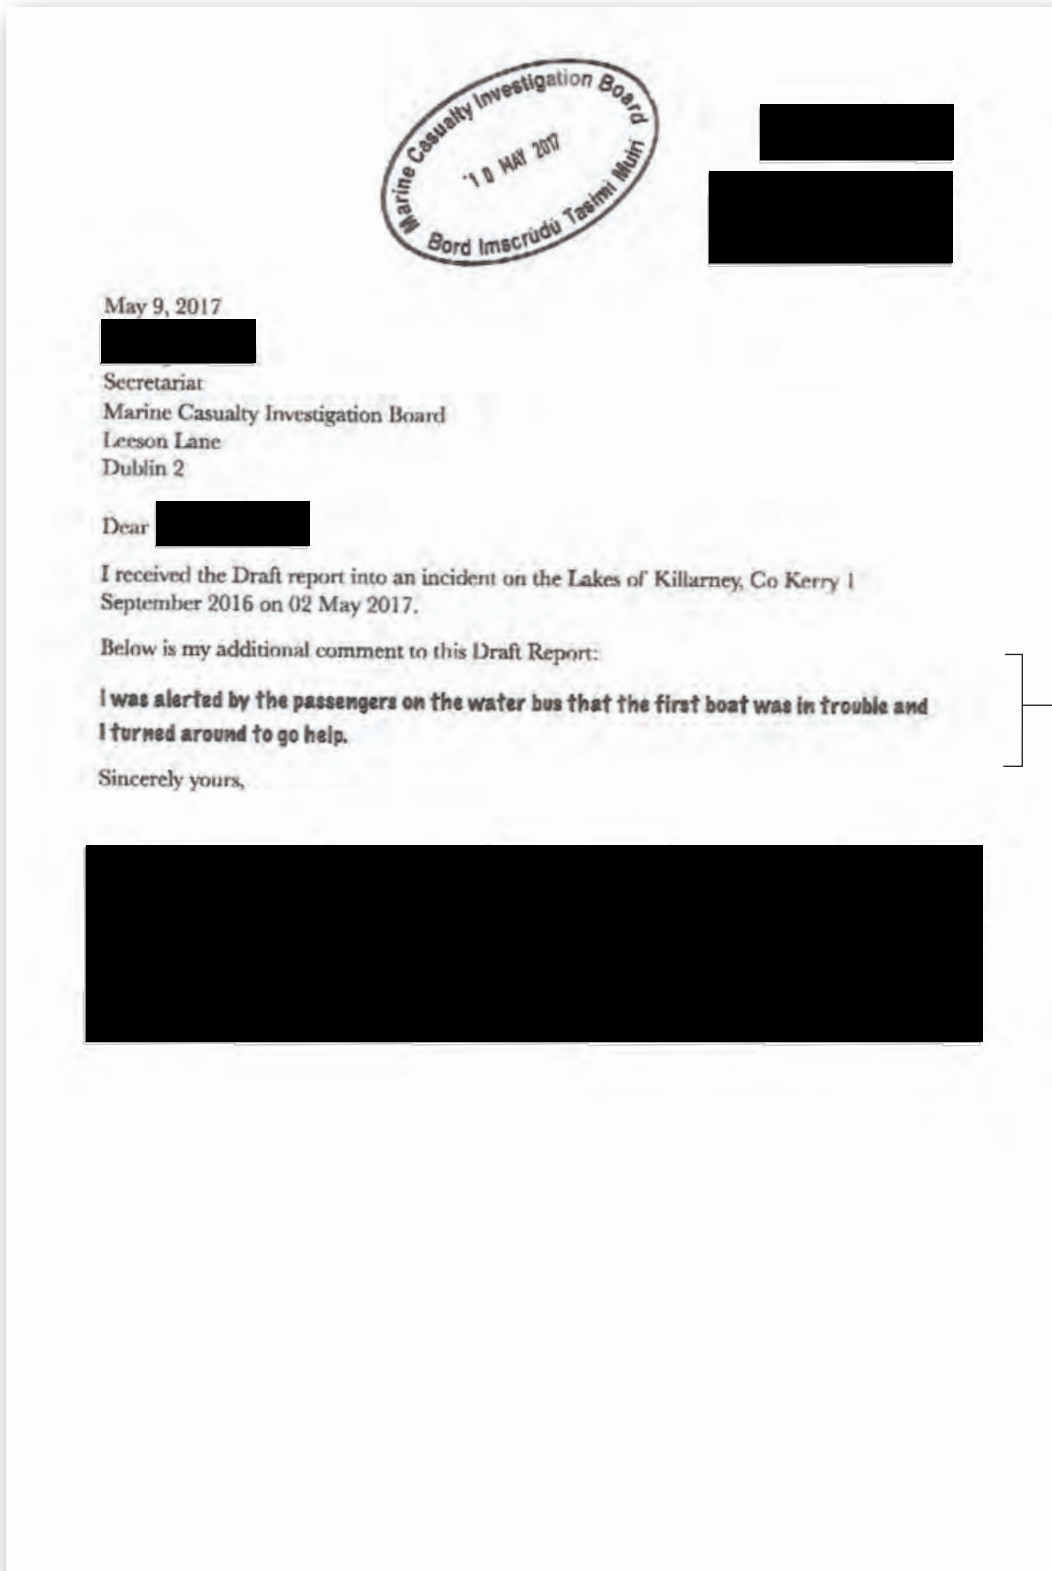 Marine Casualty Investigation Board
10 MAY 2017
Bord Imscrúdú Tasimí Muirí
May 9, 2017
Secretariat
Marine Casualty Investigation Board
Leeson Lane
Dublin 2
Dear
I received the Draft report into an incident on the Lakes of Killarney, Co Kerry 1
September 2016 on 02 May 2017.
Below is my additional comment to this Draft Report:
I was alerted by the passengers on the water bus that the first boat was in trouble and
I turned around to go help.
Sincerely yours,